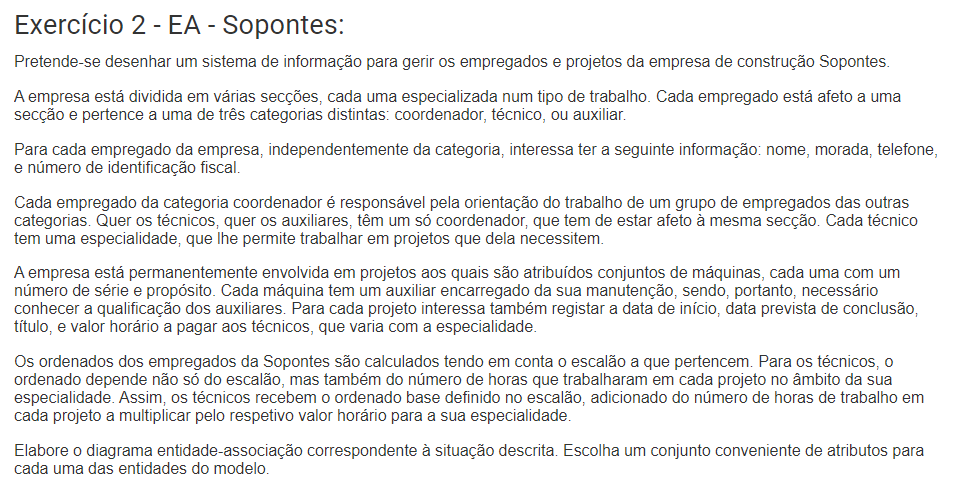 Exercício 2 - EA - Sopontes:
Pretende-se desenhar um sistema de informação para gerir os empregados e projetos da empresa de construção Sopontes.
A empresa está dividida em várias secções, cada uma especializada num tipo de trabalho. Cada empregado está afeto a uma
secção e pertence a uma de três categorias distintas: coordenador, técnico, ou auxiliar.
Para cada empregado da empresa, independentemente da categoria, interessa ter a seguinte informação: nome, morada, telefone,
e número de identificação fiscal.
Cada empregado da categoria coordenador é responsável pela orientação do trabalho de um grupo de empregados das outras
categorias. Quer os técnicos, quer os auxiliares, têm um só coordenador, que tem de estar afeto à mesma secção. Cada técnico
tem uma especialidade, que lhe permite trabalhar em projetos que dela necessitem.
A empresa está permanentemente envolvida em projetos aos quais são atribuídos conjuntos de máquinas, cada uma com um
número de série e propósito. Cada máquina tem um auxiliar encarregado da sua manutenção, sendo, portanto, necessário
conhecer a qualificação dos auxiliares. Para cada projeto interessa também registar a data de início, data prevista de conclusão,
título, e valor horário a pagar aos técnicos, que varia com a especialidade.
Os ordenados dos empregados da Sopontes são calculados tendo em conta o escalão a que pertencem. Para os técnicos, o
ordenado depende não só do escalão, mas também do número de horas que trabalharam em cada projeto no âmbito da sua
especialidade. Assim, os técnicos recebem o ordenado base definido no escalão, adicionado do número de horas de trabalho em
cada projeto a multiplicar pelo respetivo valor horário para a sua especialidade.
Elabore o diagrama entidade-associação correspondente à situação descrita. Escolha um conjunto conveniente de atributos para
cada uma das entidades do modelo.